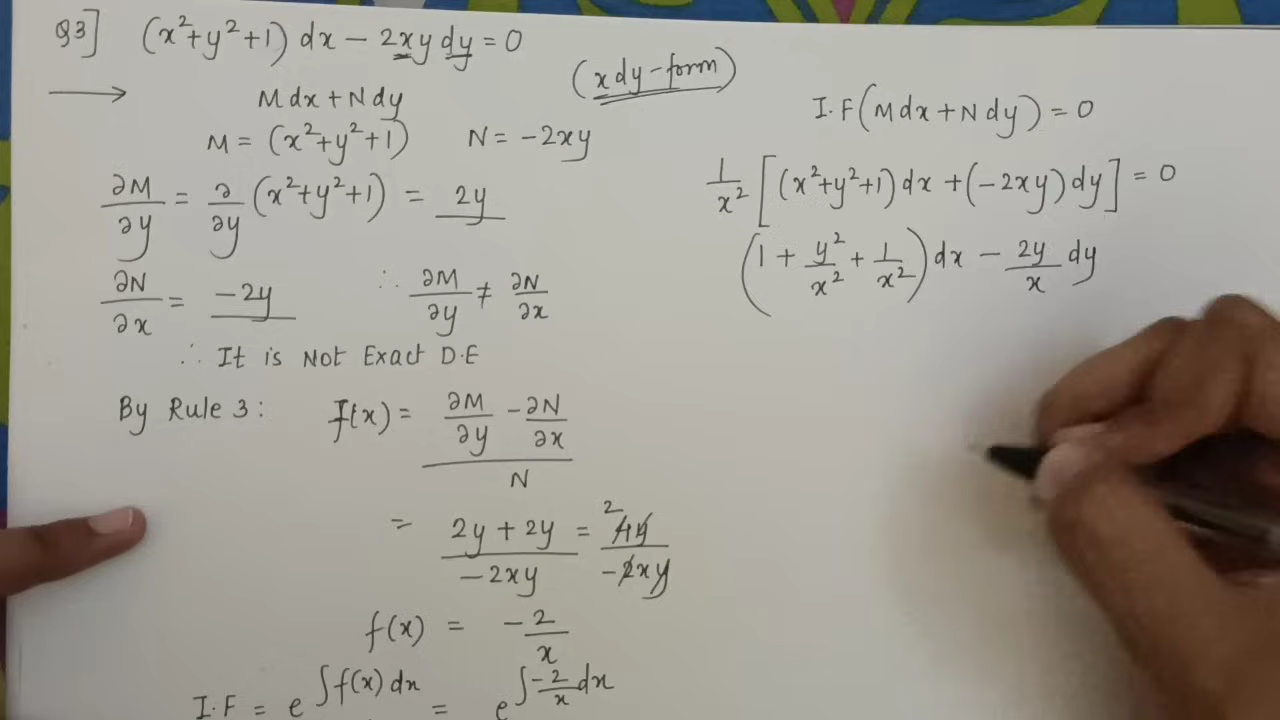 Q3] (x²+y²+1) dx – 2xy dy = 0
(x dy – form)
M dx + N dy
M = (x²+y²+1) N = –2xy
∂M/∂y = ∂/∂y (x²+y²+1) = 2y
∂N/∂x = –2y ∴ ∂M/∂y ≠ ∂N/∂x
∴ It is Not Exact D.E
By Rule 3: f(x) = (∂M/∂y – ∂N/∂x)/N
= (2y + 2y)/(–2xy) = ²4y/(–2xy)
f(x) = –2/x
I.F = e^∫f(x) dx = e^∫–2/x dx
I.F (M dx + N dy) = 0
1/x² [(x²+y²+1) dx + (–2xy) dy] = 0
(1 + y²/x² + 1/x²) dx – 2y/x dy